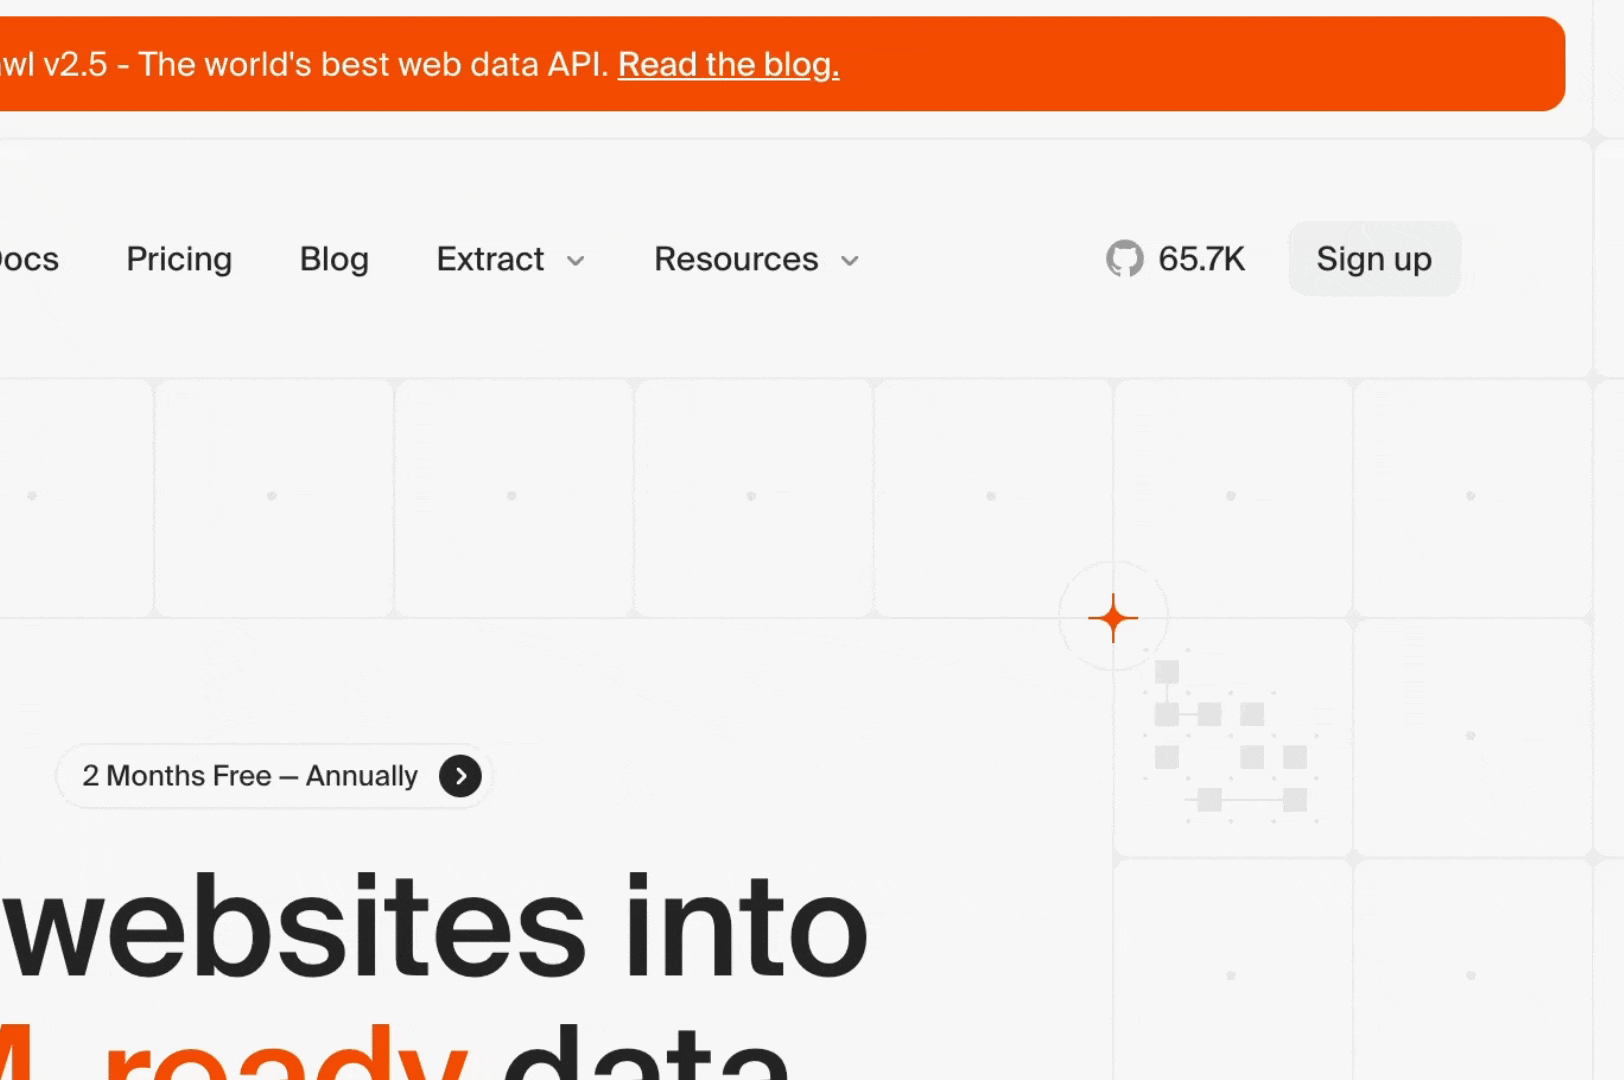 wl v2.5 - The world's best web data API. Read the blog.
ocs Pricing Blog Extract Resources 65.7K Sign up
2 Months Free — Annually
websites into
-ready data